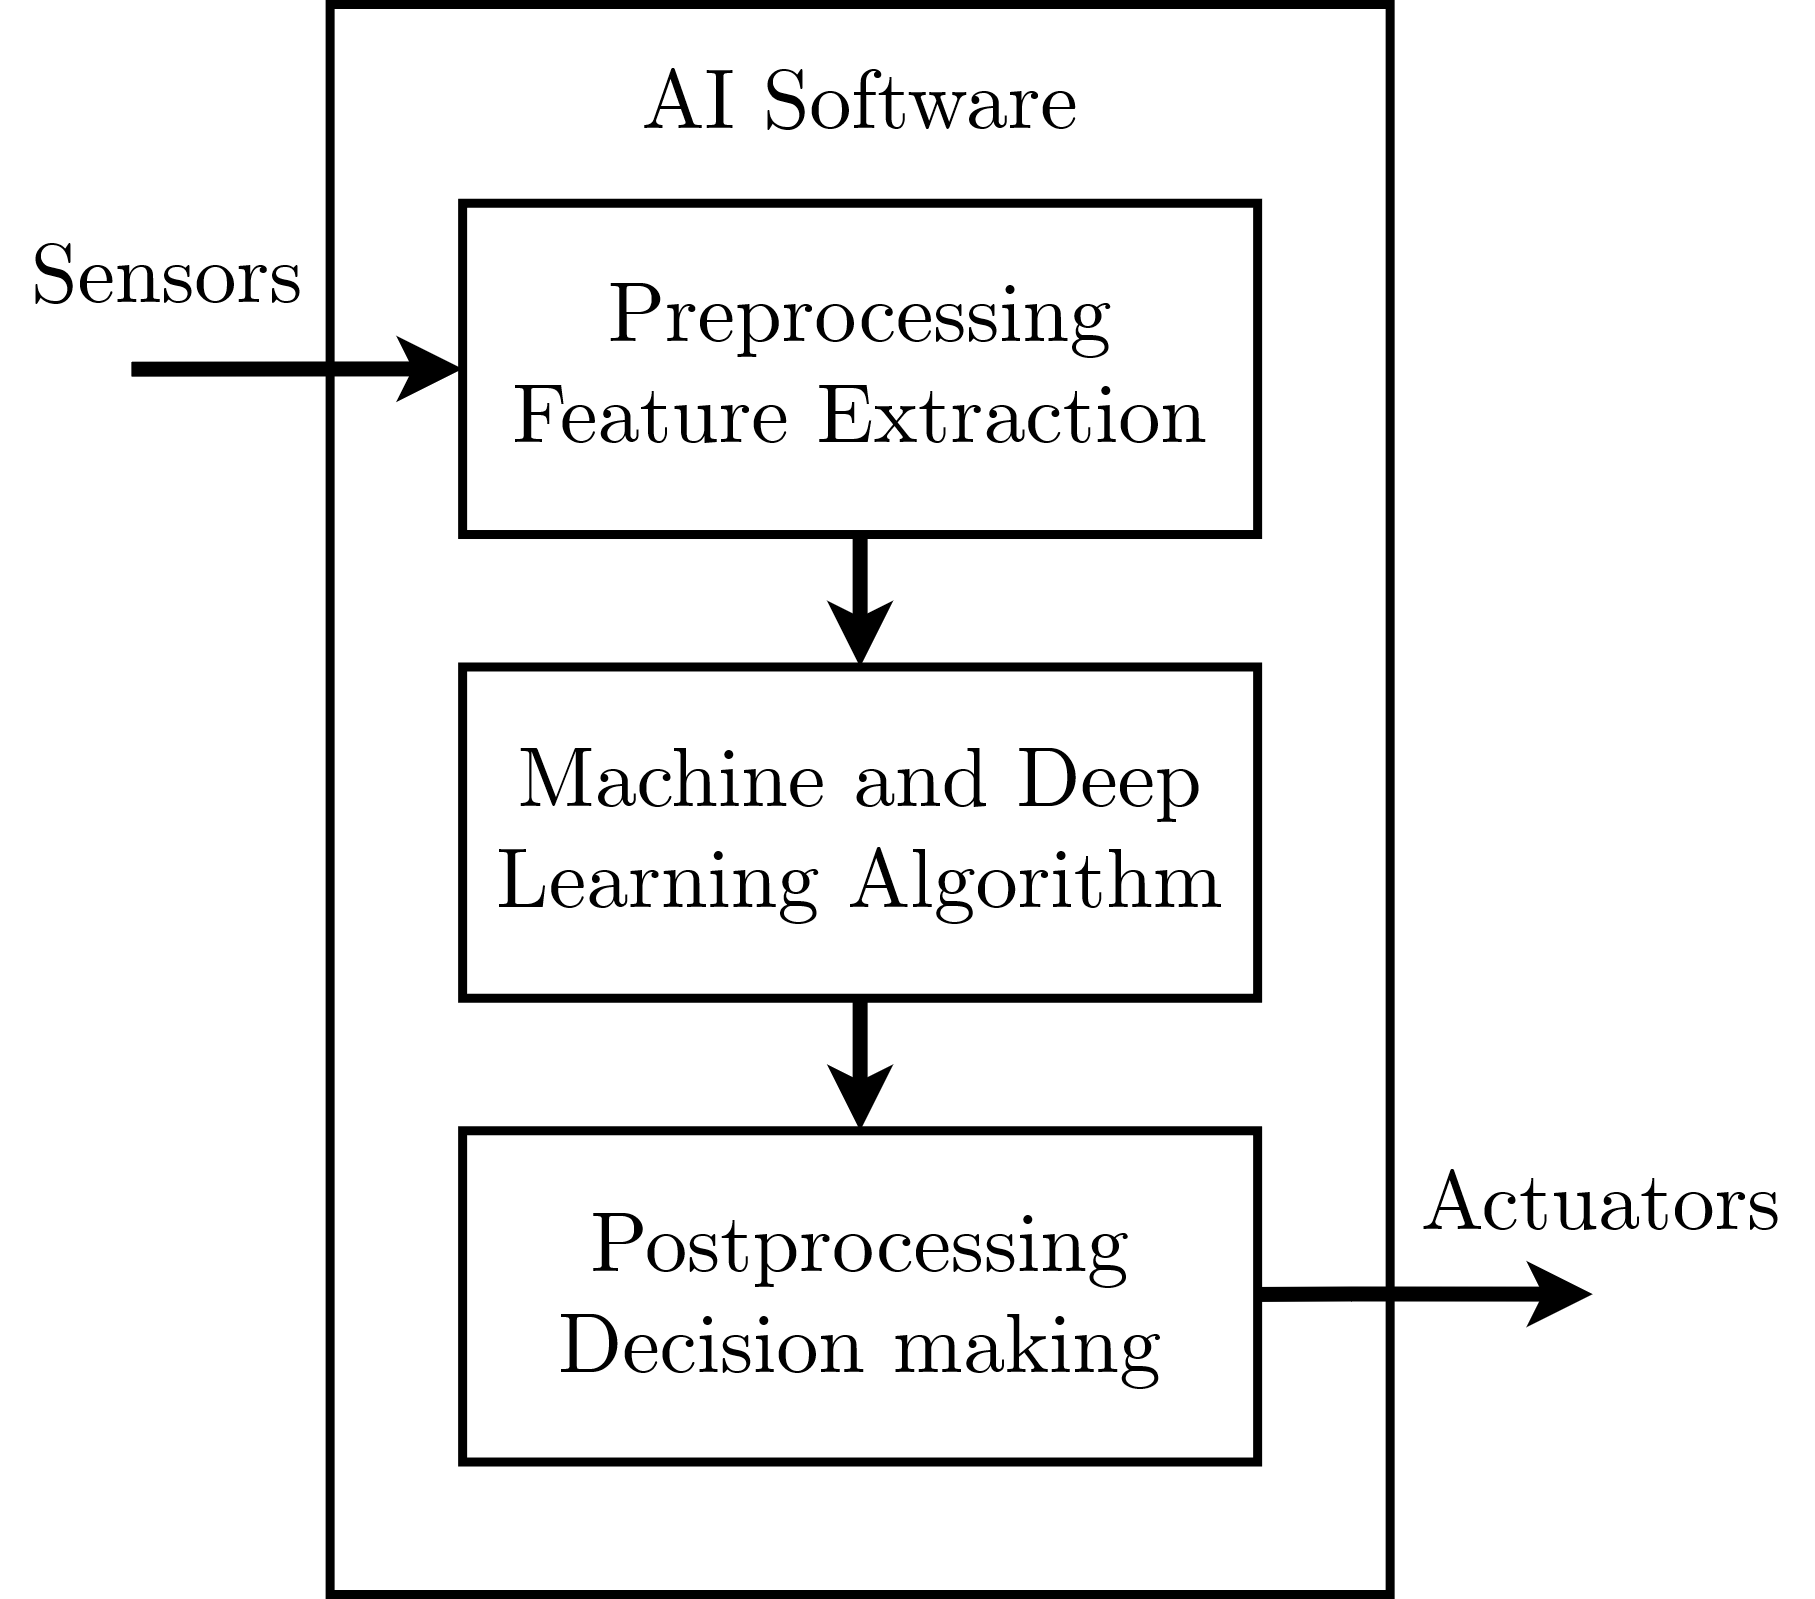 AI Software
Sensors
Preprocessing
Feature Extraction
Machine and Deep
Learning Algorithm
Postprocessing
Decision making
Actuators